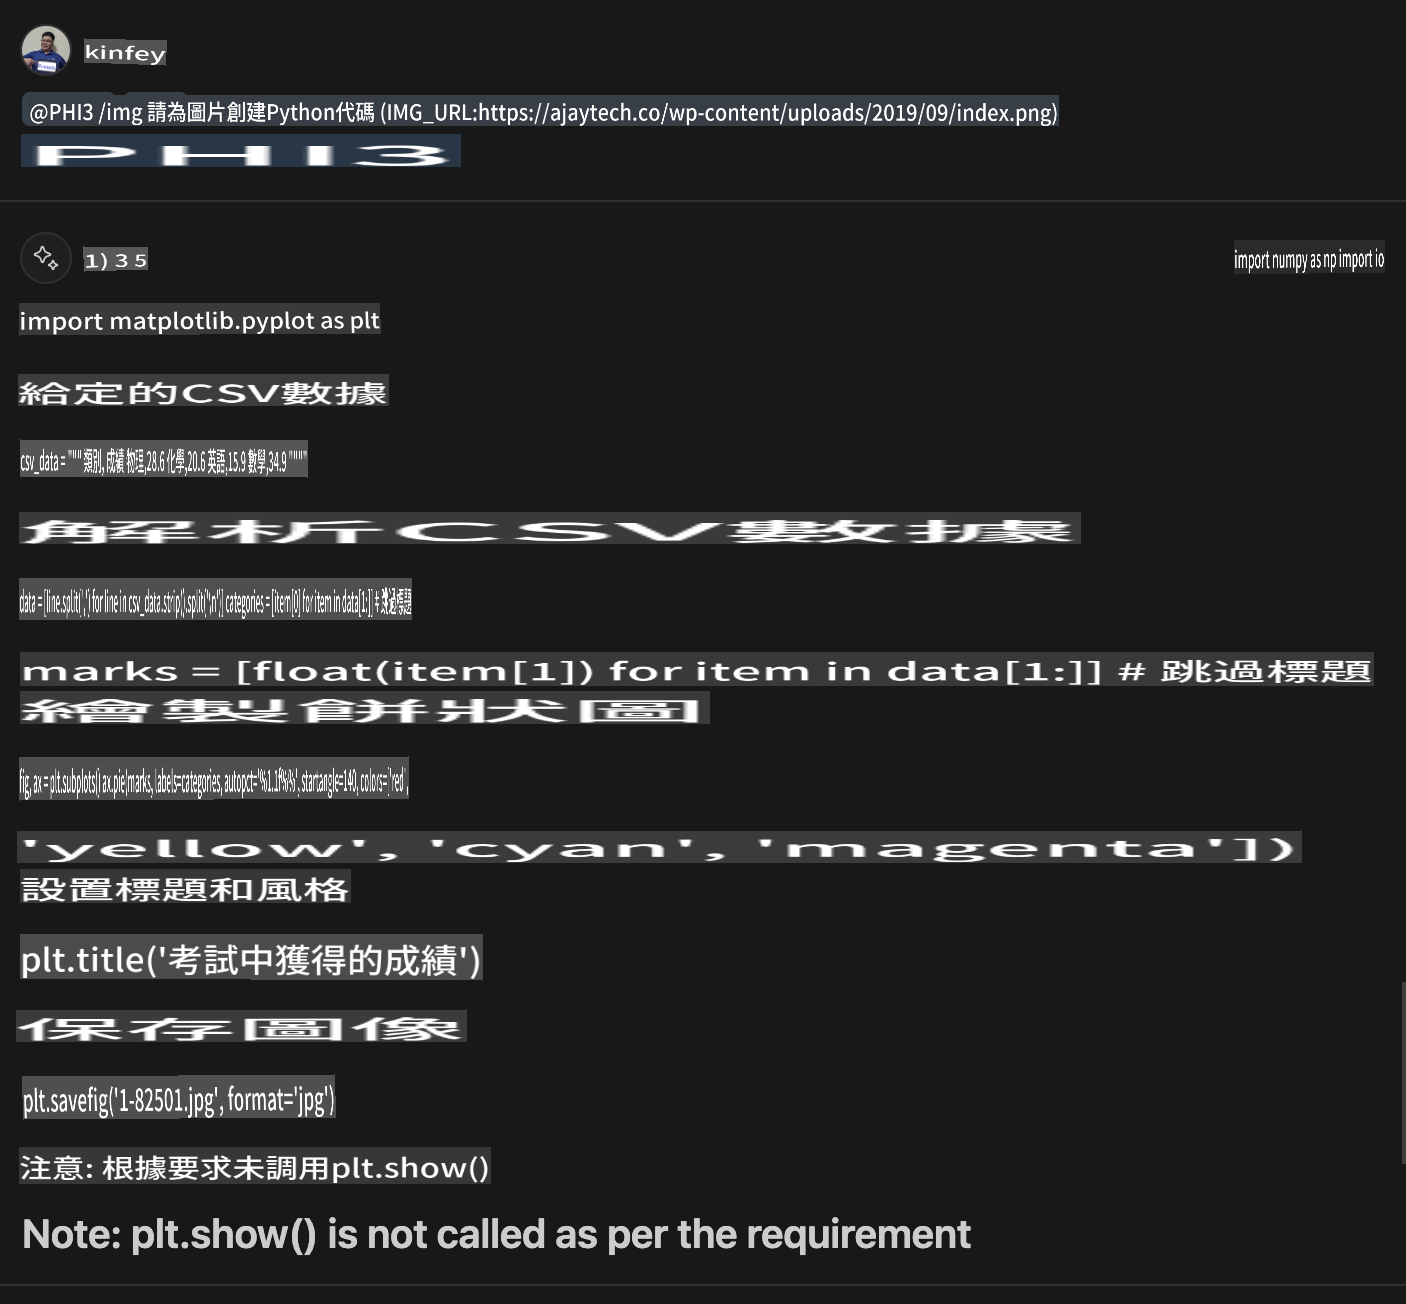 kinfey
@PHI3 /img 請為圖片創建Python代碼 (IMG_URL:https://ajaytech.co/wp-content/uploads/2019/09/index.png)
PHI3
1) 3 5
import numpy as np import io
import matplotlib.pyplot as plt
給定的CSV數據
csv_data = """ 類別, 成績 物理,28.6 化學,20.6 英語,15.9 數學,34.9 """"
解析CSV數據
data = [line.split(',') for line in csv_data.strip().split("\n")] categories = [item[0] for item in data[1:]] # 跳過標題
marks = [float(item[1]) for item in data[1:]] # 跳過標題
繪製餅狀圖
fig, ax = plt.subplots() ax.pie(marks, labels=categories, autopct='%1.1f%%', startangle=140, colors=['red',
'yellow', 'cyan', 'magenta'])
設置標題和風格
plt.title('考試中獲得的成績')
保存圖像
plt.savefig('1-82501.jpg', format='jpg')
注意: 根據要求未調用plt.show()
Note: plt.show() is not called as per the requirement